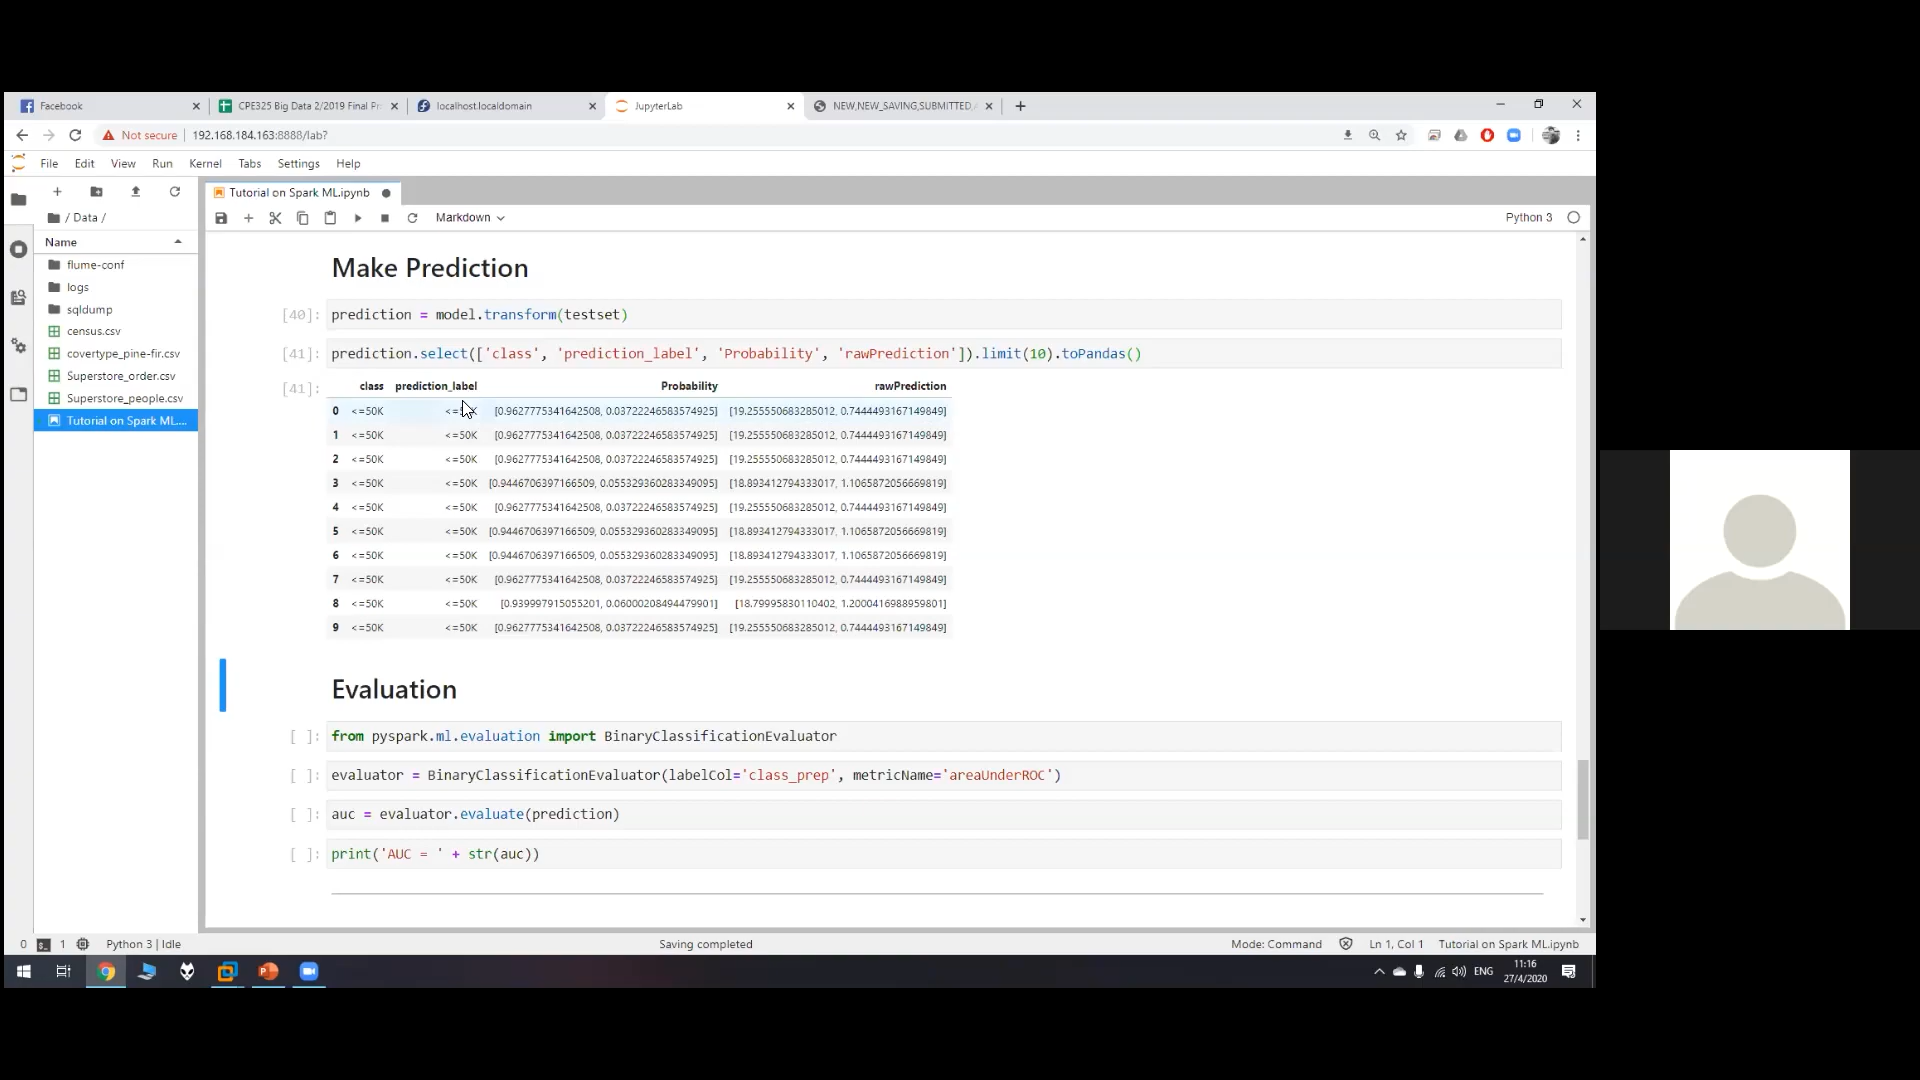 Facebook
CPE325 Big Data 2/2019 Final Pr
localhost.localdomain
JupyterLab
NEW,NEW_SAVING,SUBMITTED,
Not secure 192.168.184.163:8888/lab?
File Edit View Run Kernel Tabs Settings Help
/ Data /
Name
flume-conf
logs
sqldump
census.csv
covertype_pine-fir.csv
Superstore_order.csv
Superstore_people.csv
Tutorial on Spark ML....
Tutorial on Spark ML.ipynb
Markdown
Python 3
Make Prediction
[40]: prediction = model.transform(testset)
[41]: prediction.select(['class', 'prediction_label', 'Probability', 'rawPrediction']).limit(10).toPandas()
[41]: class prediction_label Probability rawPrediction
0 <=50K <=50K [0.9627775341642508, 0.03722246583574925] [19.255550683285012, 0.7444493167149849]
1 <=50K <=50K [0.9627775341642508, 0.03722246583574925] [19.255550683285012, 0.7444493167149849]
2 <=50K <=50K [0.9627775341642508, 0.03722246583574925] [19.255550683285012, 0.7444493167149849]
3 <=50K <=50K [0.9446706397166509, 0.055329360283349095] [18.893412794333017, 1.1065872056669819]
4 <=50K <=50K [0.9627775341642508, 0.03722246583574925] [19.255550683285012, 0.7444493167149849]
5 <=50K <=50K [0.9446706397166509, 0.055329360283349095] [18.893412794333017, 1.1065872056669819]
6 <=50K <=50K [0.9446706397166509, 0.055329360283349095] [18.893412794333017, 1.1065872056669819]
7 <=50K <=50K [0.9627775341642508, 0.03722246583574925] [19.255550683285012, 0.7444493167149849]
8 <=50K <=50K [0.939997915055201, 0.06000208494479901] [18.79995830110402, 1.2000416988959801]
9 <=50K <=50K [0.9627775341642508, 0.03722246583574925] [19.255550683285012, 0.7444493167149849]
Evaluation
[ ]: from pyspark.ml.evaluation import BinaryClassificationEvaluator
[ ]: evaluator = BinaryClassificationEvaluator(labelCol='class_prep', metricName='areaUnderROC')
[ ]: auc = evaluator.evaluate(prediction)
[ ]: print('AUC = ' + str(auc))
0 1 Python 3 | Idle Saving completed Mode: Command Ln 1, Col 1 Tutorial on Spark ML.ipynb
ENG
11:16
27/4/2020